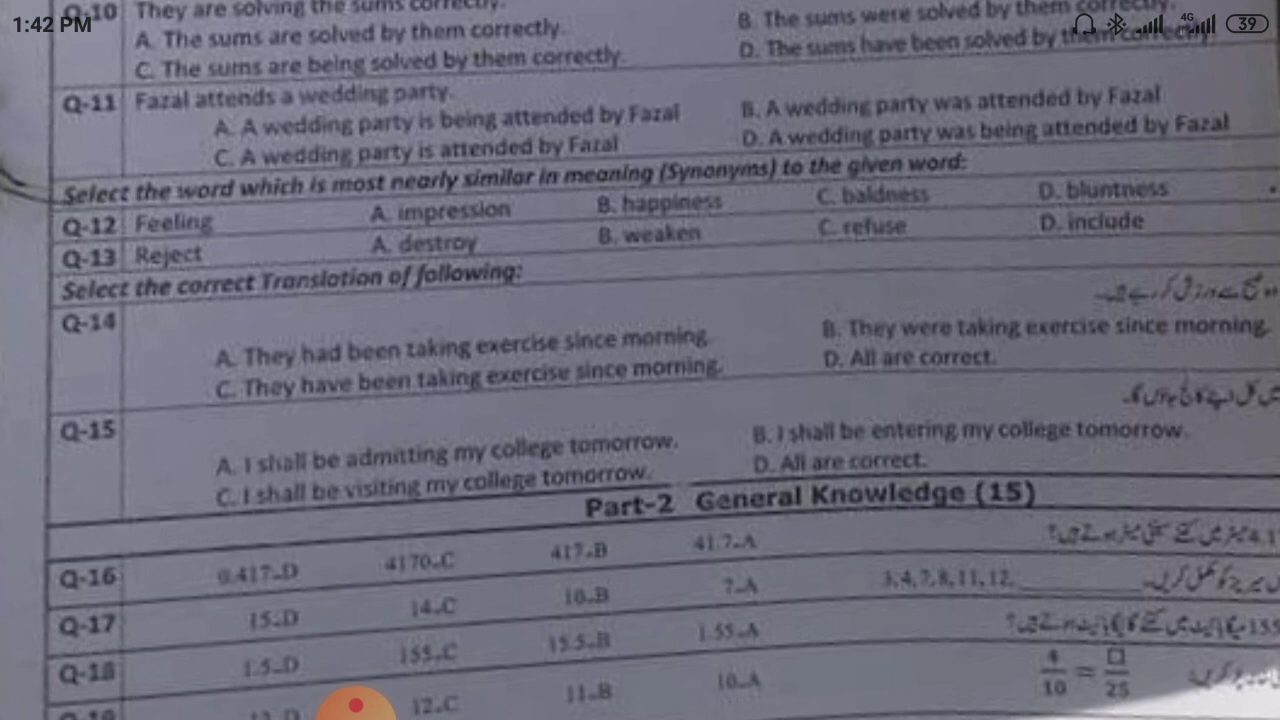 1:42 PM 4G 39
Q-10 They are solving the sums correctly.
A. The sums are solved by them correctly. B. The sums were solved by them correctly.
C. The sums are being solved by them correctly. D. The sums have been solved by them correctly.
Q-11 Fazal attends a wedding party.
A. A wedding party is being attended by Fazal B. A wedding party was attended by Fazal
C. A wedding party is attended by Fazal D. A wedding party was being attended by Fazal
Select the word which is most nearly similar in meaning (Synonyms) to the given word:
Q-12 Feeling A. impression B. happiness C. baldness D. bluntness
Q-13 Reject A. destroy B. weaken C. refuse D. include
Select the correct Translation of following:
Q-14
A. They had been taking exercise since morning. B. They were taking exercise since morning.
C. They have been taking exercise since morning. D. All are correct.
Q-15
A. I shall be admitting my college tomorrow. B. I shall be entering my college tomorrow.
C. I shall be visiting my college tomorrow. D. All are correct.
Part-2 General Knowledge (15)
Q-16 0.417-D 4170-C 417-B 41.7-A
Q-17 15-D 14-C 10-B 7-A 3,4,7,8,11,12,
Q-18 1.5-D 155-C 15.5-B 1.55-A
12-C 11-B 10-A 4/10 = □/25